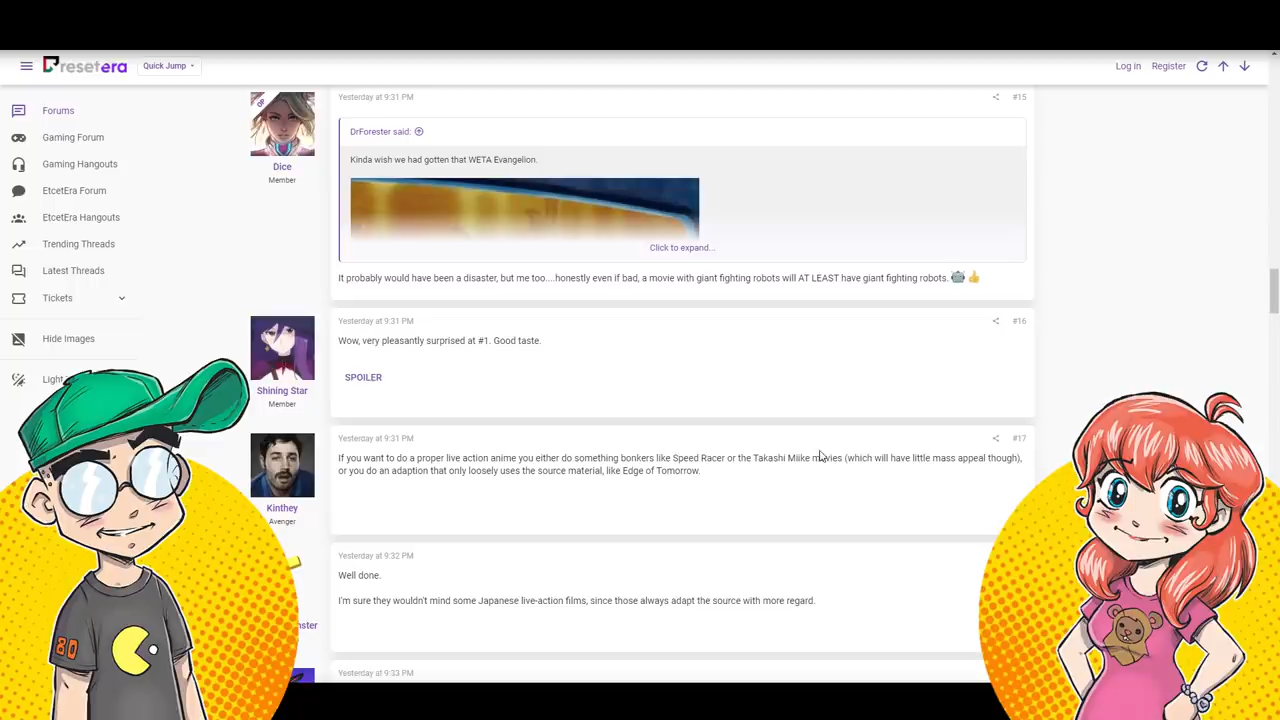 resetera
Quick Jump
Log in
Register
Forums
Gaming Forum
Gaming Hangouts
EtcetEra Forum
EtcetEra Hangouts
Trending Threads
Latest Threads
Tickets
Hide Images
Light
OP
Dice
Member
Yesterday at 9:31 PM
#15
DrForester said:
Kinda wish we had gotten that WETA Evangelion.
Click to expand...
It probably would have been a disaster, but me too....honestly even if bad, a movie with giant fighting robots will AT LEAST have giant fighting robots.
Shining Star
Member
Yesterday at 9:31 PM
#16
Wow, very pleasantly surprised at #1. Good taste.
SPOILER
Kinthey
Avenger
Yesterday at 9:31 PM
#17
If you want to do a proper live action anime you either do something bonkers like Speed Racer or the Takashi Miike movies (which will have little mass appeal though),
or you do an adaption that only loosely uses the source material, like Edge of Tomorrow.
Yesterday at 9:32 PM
Well done.
I'm sure they wouldn't mind some Japanese live-action films, since those always adapt the source with more regard.
Yesterday at 9:33 PM
80